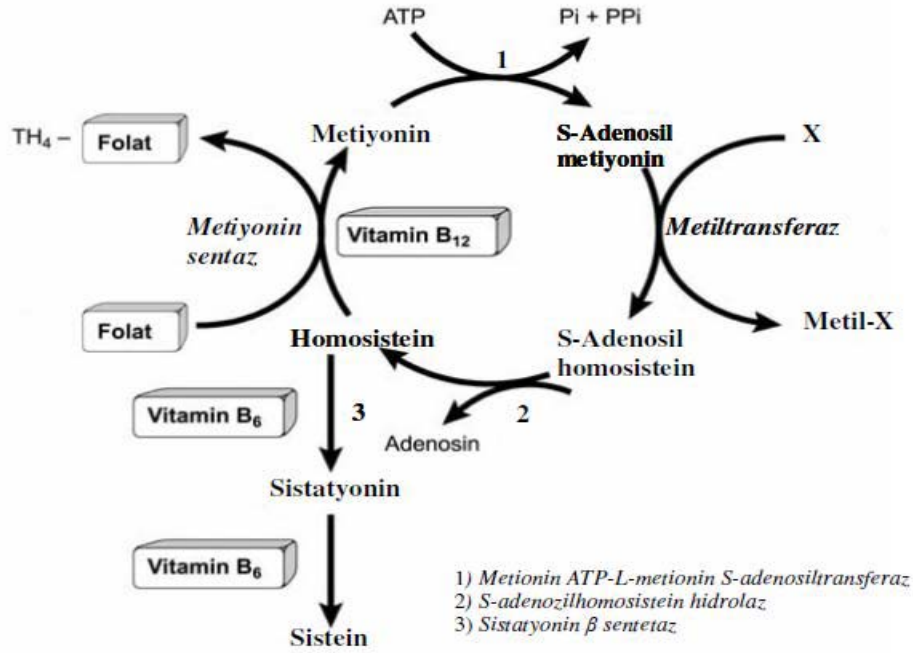 ATP
Pi + PPi
1
TH₄ – Folat
Metiyonin
S-Adenosil
metiyonin
X
Metiyonin
sentaz
Vitamin B₁₂
Metiltransferaz
Folat
Homosistein
S-Adenosil
homosistein
Metil-X
Vitamin B₆
3
2
Adenosin
Sistatyonin
Vitamin B₆
Sistein
1) Metionin ATP-L-metionin S-adenosiltransferaz
2) S-adenozilhomosistein hidrolaz
3) Sistatyonin β sentetaz